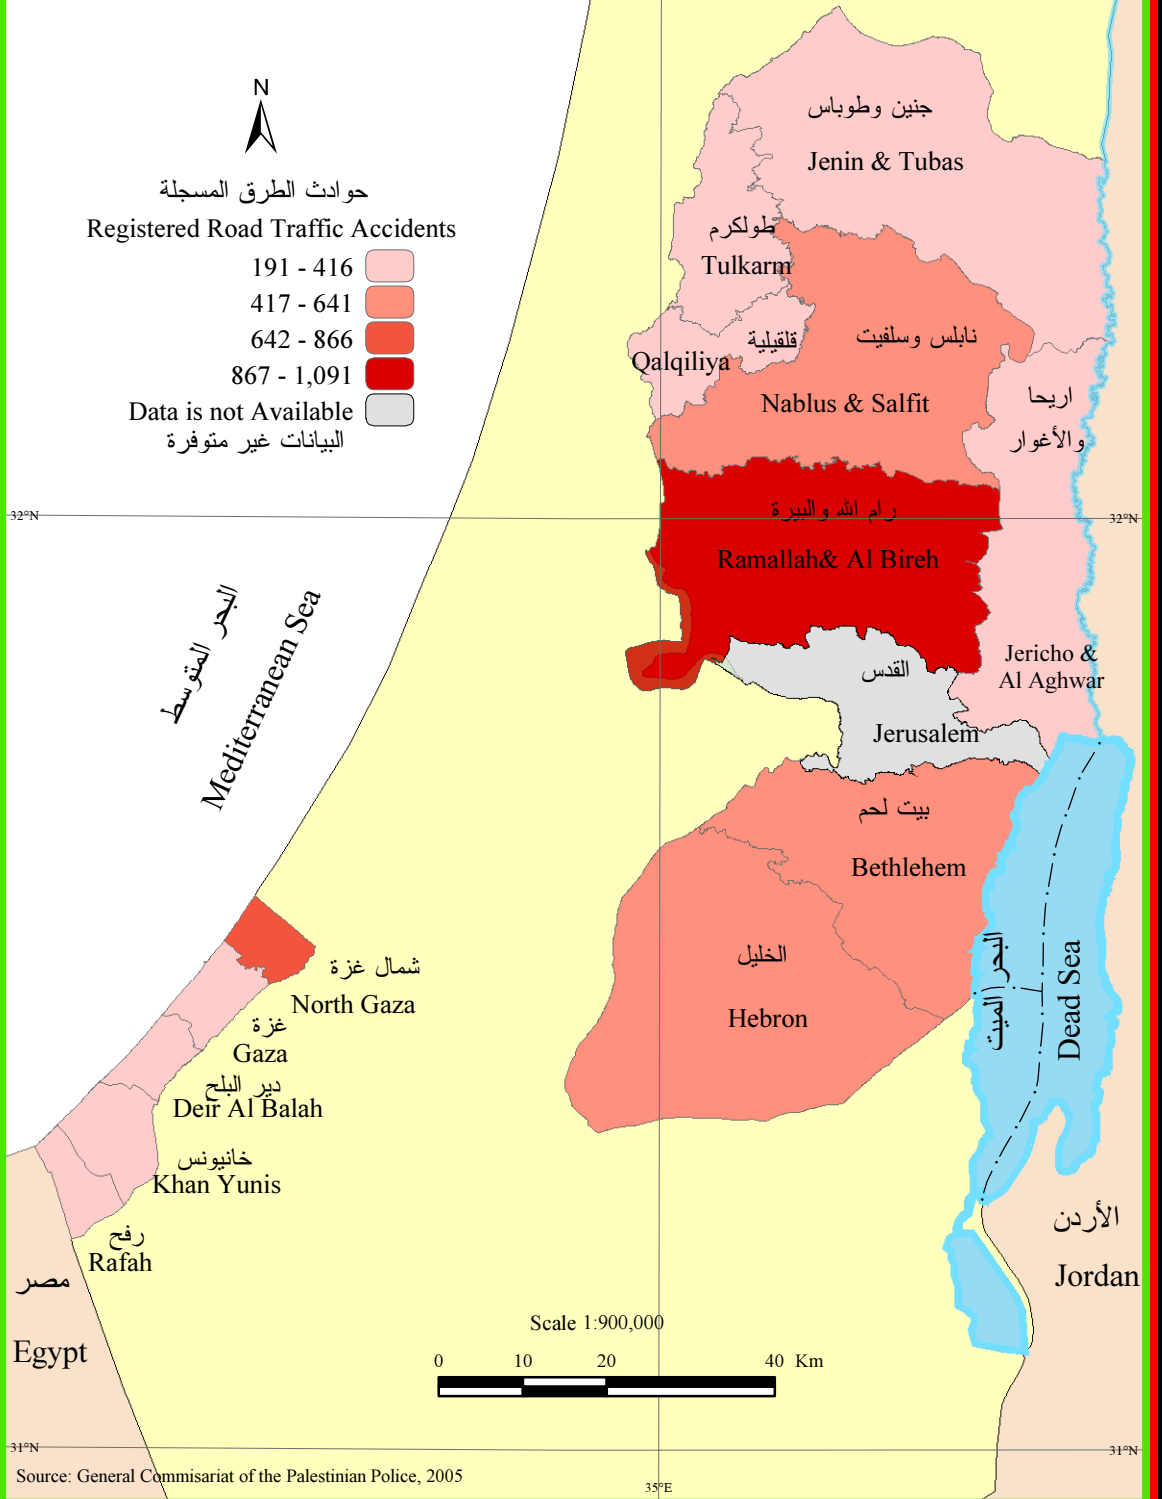 N
حوادث الطرق المسجلة
Registered Road Traffic Accidents
191 - 416
417 - 641
642 - 866
867 - 1,091
Data is not Available
البيانات غير متوفرة
جنين وطوباس
Jenin & Tubas
طولكرم
Tulkarm
قلقيلية
Qalqiliya
نابلس وسلفيت
Nablus & Salfit
اريحا
والأغوار
Jericho &
Al Aghwar
32°N
32°N
رام الله والبيرة
Ramallah& Al Bireh
البحر المتوسط
Mediterranean Sea
القدس
Jerusalem
بيت لحم
Bethlehem
الخليل
Hebron
البحر الميت
Dead Sea
شمال غزة
North Gaza
غزة
Gaza
دير البلح
Deir Al Balah
خانيونس
Khan Yunis
رفح
Rafah
مصر
Egypt
الأردن
Jordan
Scale 1:900,000
0 10 20 40 Km
31°N
31°N
Source: General Commisariat of the Palestinian Police, 2005
35°E